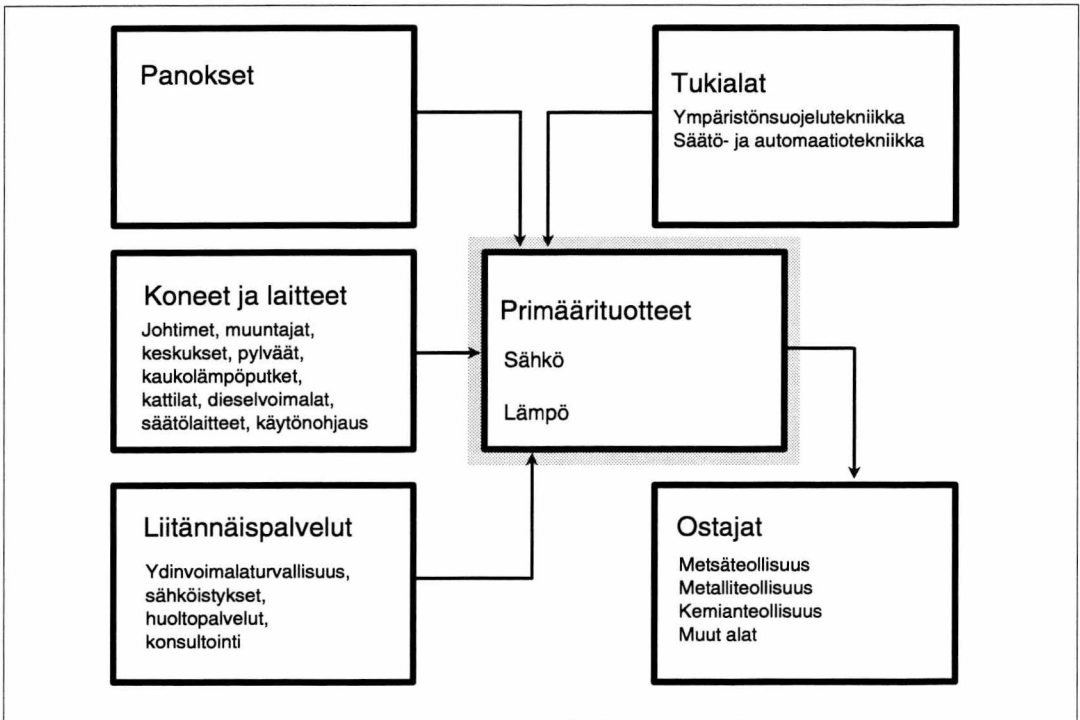 Panokset
Tukialat
Ympäristönsuojelutekniikka
Säätö- ja automaatiotekniikka
Koneet ja laitteet
Johtimet, muuntajat,
keskukset, pylväät,
kaukolämpöputket,
kattilat, dieselvoimalat,
säätölaitteet, käytönohjaus
Primäärituotteet
Sähkö
Lämpö
Liitännäispalvelut
Ydinvoimalaturvallisuus,
sähköistykset,
huoltopalvelut,
konsultointi
Ostajat
Metsäteollisuus
Metalliteollisuus
Kemianteollisuus
Muut alat